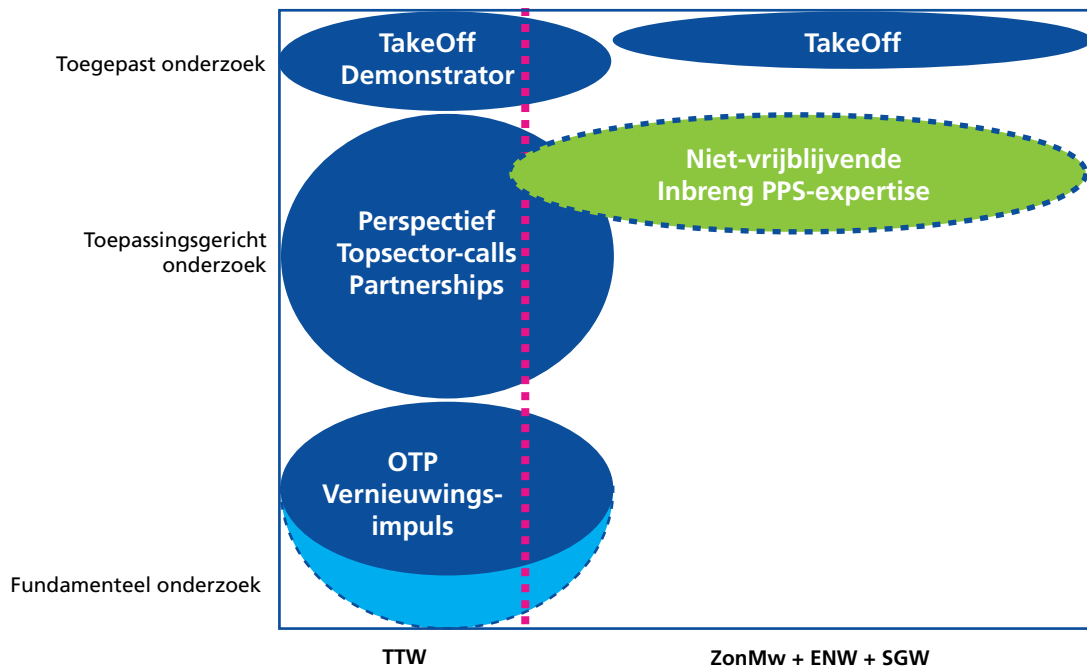 Toegepast onderzoek
TakeOff
Demonstrator
TakeOff
Niet-vrijblijvende
Inbreng PPS-expertise
Toepassingsgericht
onderzoek
Perspectief
Topsector-calls
Partnerships
OTP
Vernieuwings-
impuls
Fundamenteel onderzoek
TTW
ZonMw + ENW + SGW